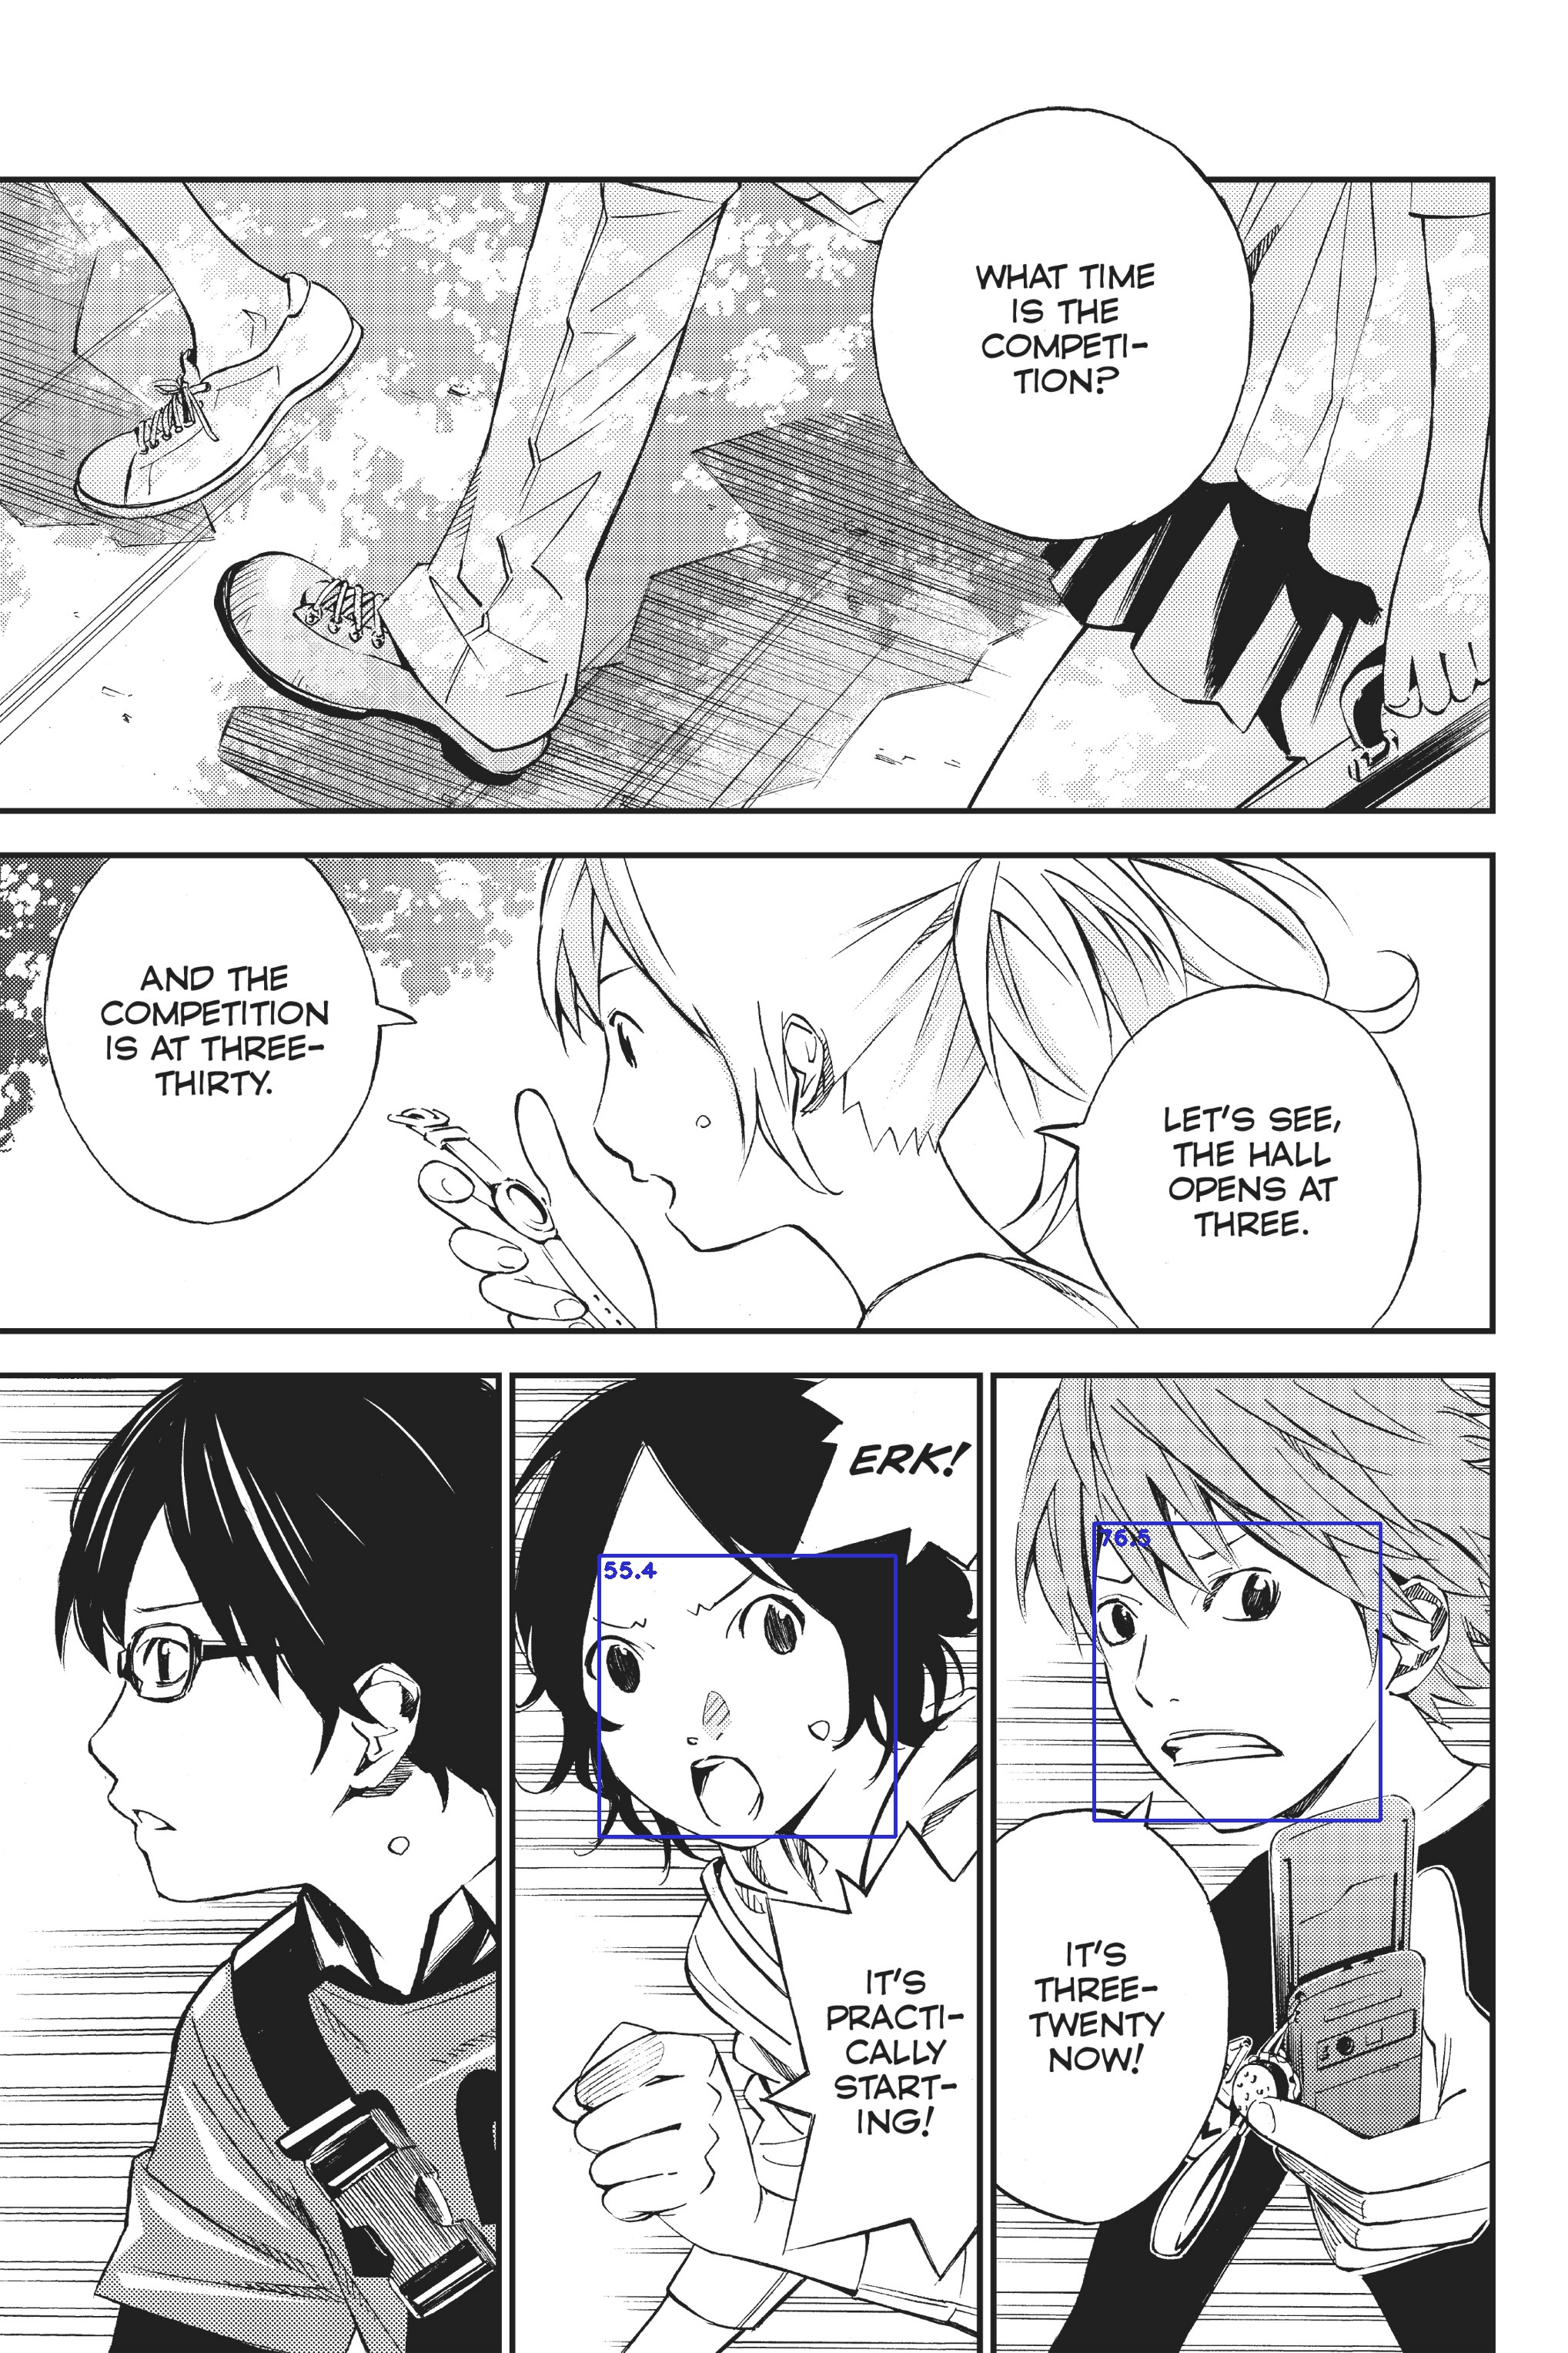 WHAT TIME
IS THE
COMPETI-
TION?
LET'S SEE,
THE HALL
OPENS AT
THREE.
AND THE
COMPETITION
IS AT THREE-
THIRTY.
76.5
IT'S
THREE-
TWENTY
NOW!
ERK!
55.4
IT'S
PRACTI-
CALLY
START-
ING!